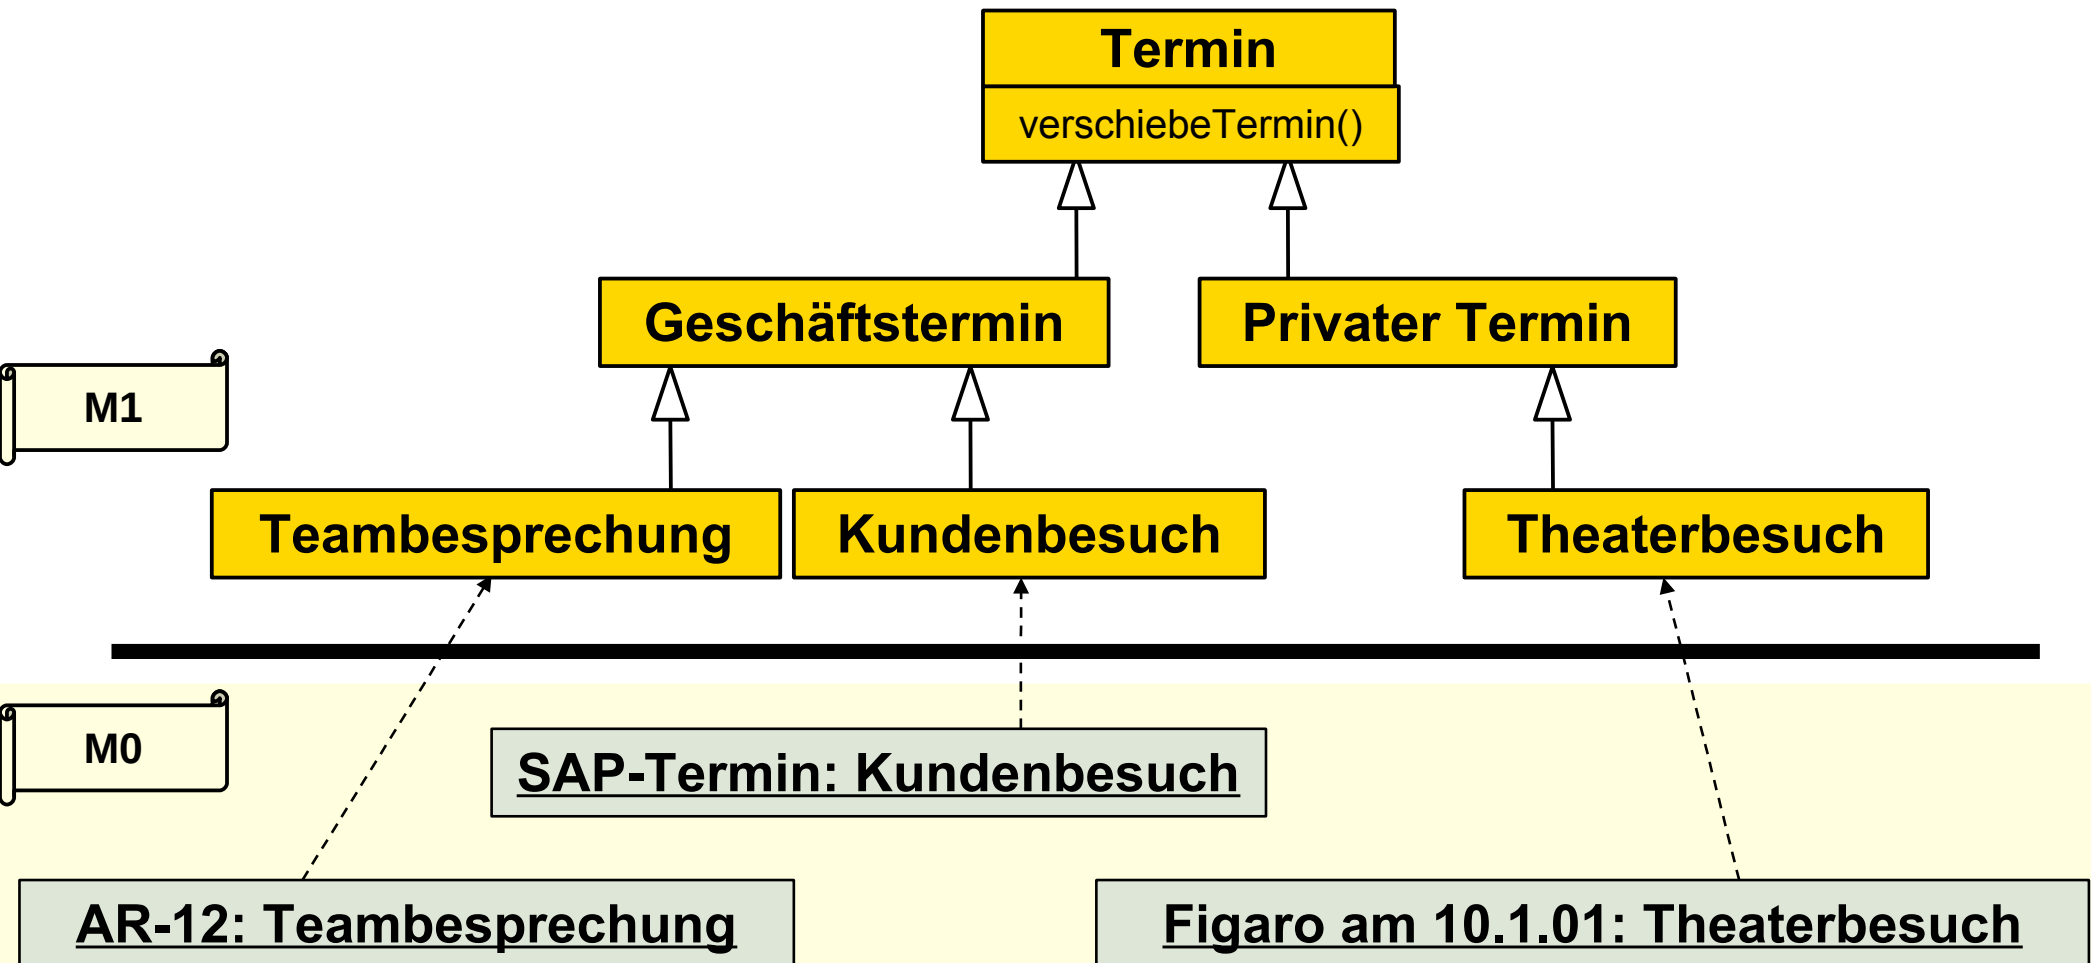 Termin
verschiebeTermin()
Geschäftstermin
Privater Termin
M1
Teambesprechung
Kundenbesuch
Theaterbesuch
M0
SAP-Termin: Kundenbesuch
AR-12: Teambesprechung
Figaro am 10.1.01: Theaterbesuch